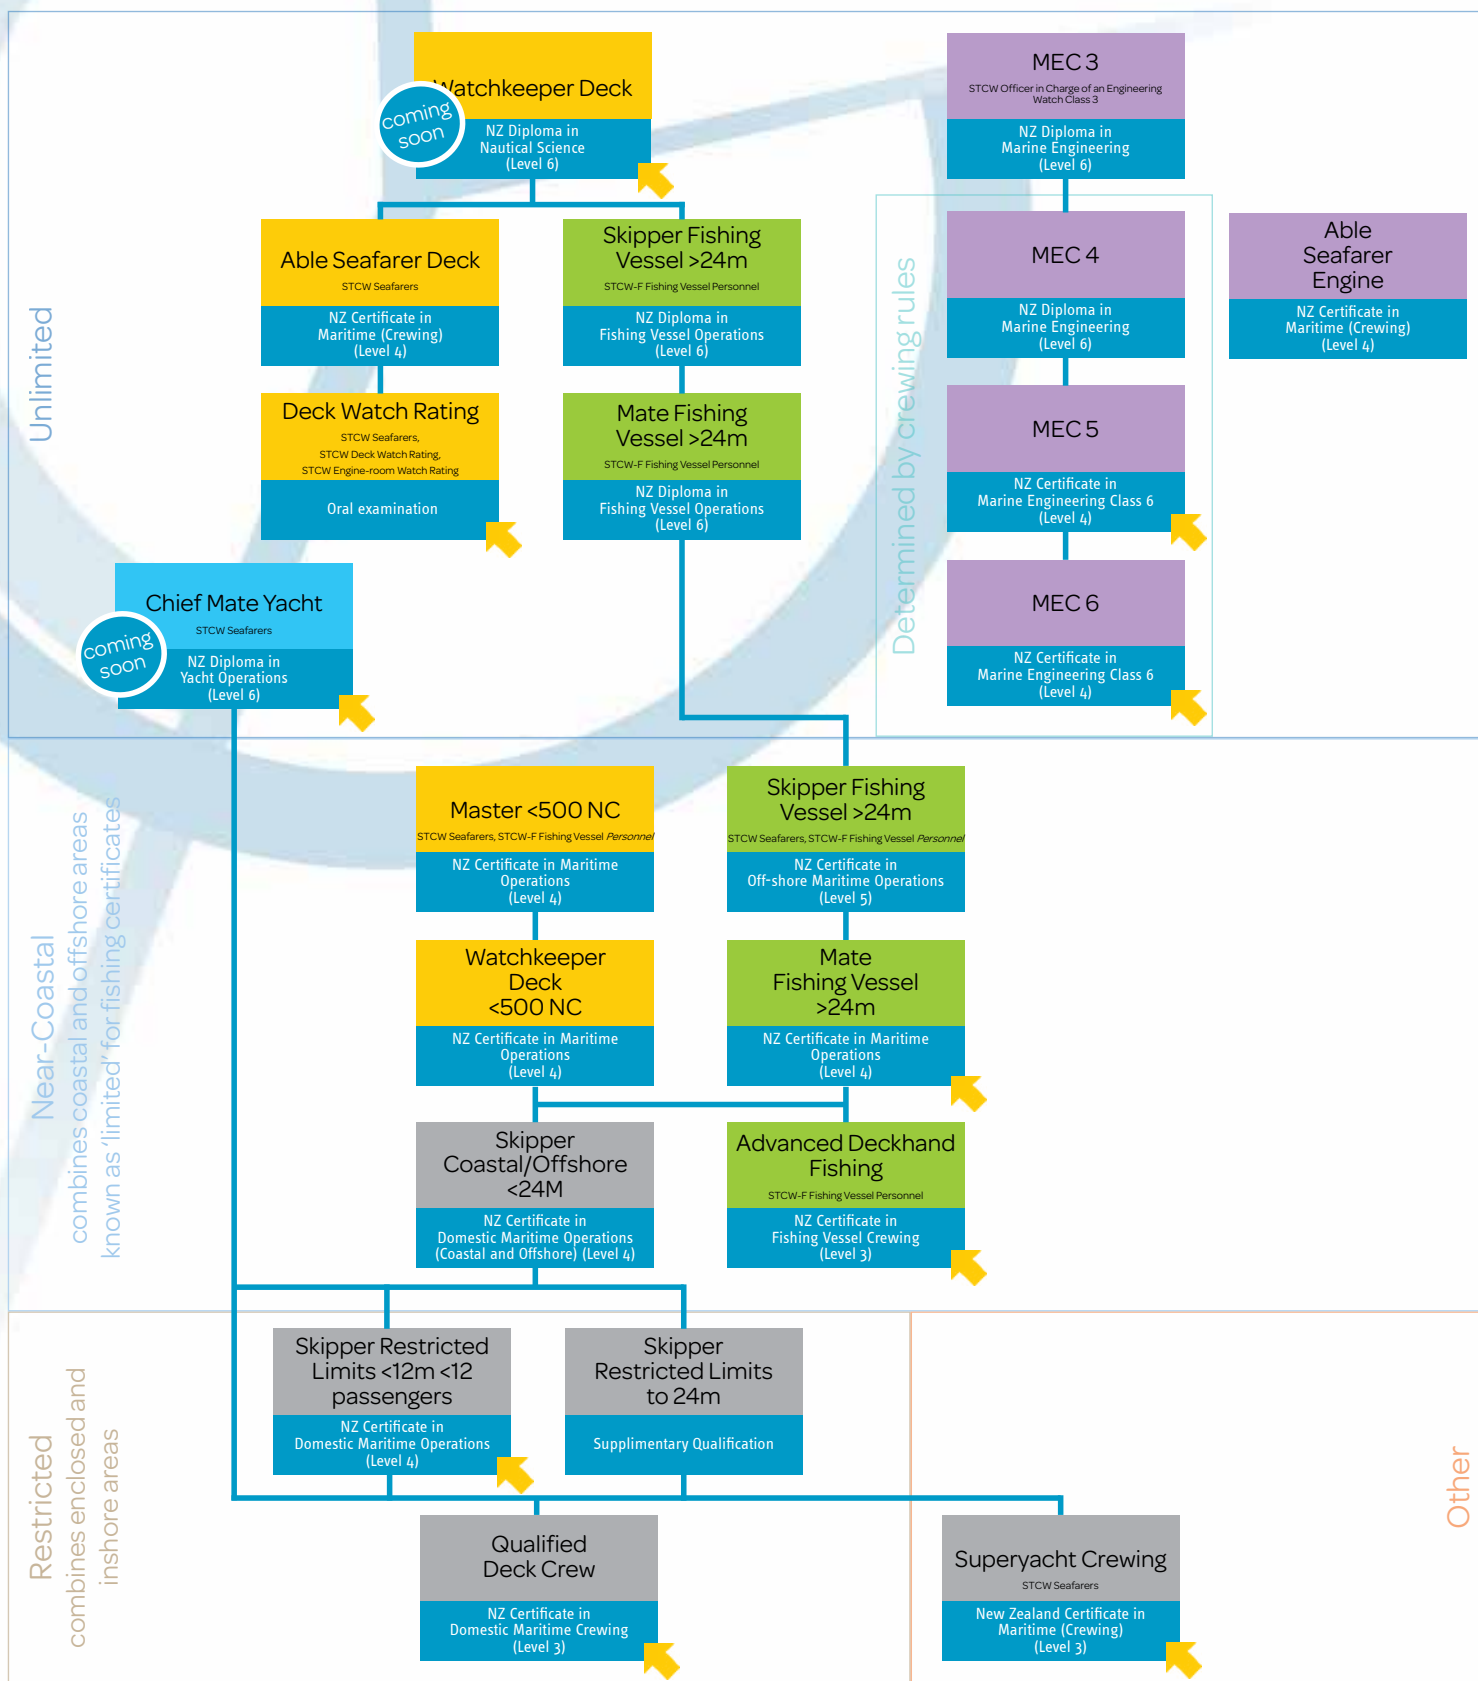 Unlimited
Watchkeeper Deck
coming
soon
NZ Diploma in
Nautical Science
(Level 6)
MEC 3
STCW Officer in Charge of an Engineering
Watch Class 3
NZ Diploma in
Marine Engineering
(Level 6)
Able Seafarer Deck
STCW Seafarers
NZ Certificate in
Maritime (Crewing)
(Level 4)
Skipper Fishing
Vessel >24m
STCW-F Fishing Vessel Personnel
NZ Diploma in
Fishing Vessel Operations
(Level 6)
Determined by crewing rules
MEC 4
NZ Diploma in
Marine Engineering
(Level 6)
Able
Seafarer
Engine
NZ Certificate in
Maritime (Crewing)
(Level 4)
Deck Watch Rating
STCW Seafarers,
STCW Deck Watch Rating,
STCW Engine-room Watch Rating
Oral examination
Mate Fishing
Vessel >24m
STCW-F Fishing Vessel Personnel
NZ Diploma in
Fishing Vessel Operations
(Level 6)
MEC 5
NZ Certificate in
Marine Engineering Class 6
(Level 4)
Chief Mate Yacht
STCW Seafarers
coming
soon
NZ Diploma in
Yacht Operations
(Level 6)
MEC 6
NZ Certificate in
Marine Engineering Class 6
(Level 4)
Near-Coastal
combines coastal and offshore areas
known as 'limited' for fishing certificates
Master <500 NC
STCW Seafarers, STCW-F Fishing Vessel Personnel
NZ Certificate in Maritime
Operations
(Level 4)
Skipper Fishing
Vessel >24m
STCW Seafarers, STCW-F Fishing Vessel Personnel
NZ Certificate in
Off-shore Maritime Operations
(Level 5)
Watchkeeper
Deck
<500 NC
NZ Certificate in Maritime
Operations
(Level 4)
Mate
Fishing Vessel
>24m
NZ Certificate in Maritime
Operations
(Level 4)
Skipper
Coastal/Offshore
<24M
NZ Certificate in
Domestic Maritime Operations
(Coastal and Offshore) (Level 4)
Advanced Deckhand
Fishing
STCW-F Fishing Vessel Personnel
NZ Certificate in
Fishing Vessel Crewing
(Level 3)
Restricted
combines enclosed and
inshore areas
Skipper Restricted
Limits <12m <12
passengers
NZ Certificate in
Domestic Maritime Operations
(Level 4)
Skipper
Restricted Limits
to 24m
Supplimentary Qualification
Qualified
Deck Crew
NZ Certificate in
Domestic Maritime Crewing
(Level 3)
Other
Superyacht Crewing
STCW Seafarers
New Zealand Certificate in
Maritime (Crewing)
(Level 3)